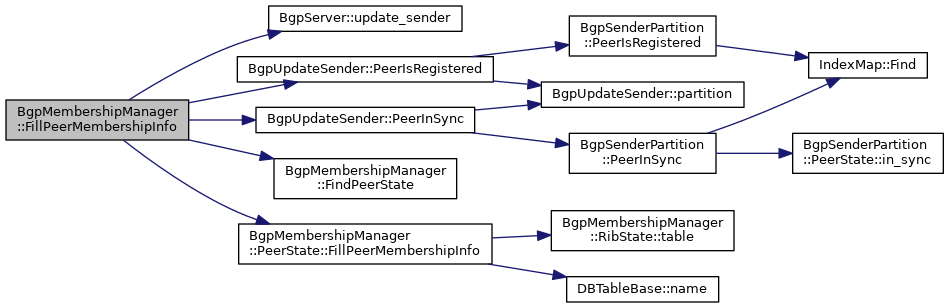 BgpMembershipManager
::FillPeerMembershipInfo
BgpServer::update_sender
BgpUpdateSender::PeerIsRegistered
BgpUpdateSender::PeerInSync
BgpMembershipManager
::FindPeerState
BgpMembershipManager
::PeerState::FillPeerMembershipInfo
BgpSenderPartition
::PeerIsRegistered
BgpUpdateSender::partition
BgpSenderPartition
::PeerInSync
BgpMembershipManager
::RibState::table
DBTableBase::name
IndexMap::Find
BgpSenderPartition
::PeerState::in_sync